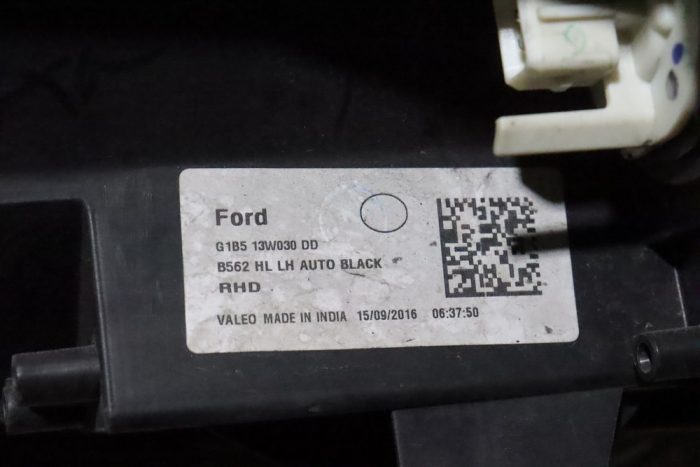 Ford
G1B5 13W030 DD
B562 HL LH AUTO BLACK
RHD
VALEO MADE IN INDIA 15/09/2016 06:37:50